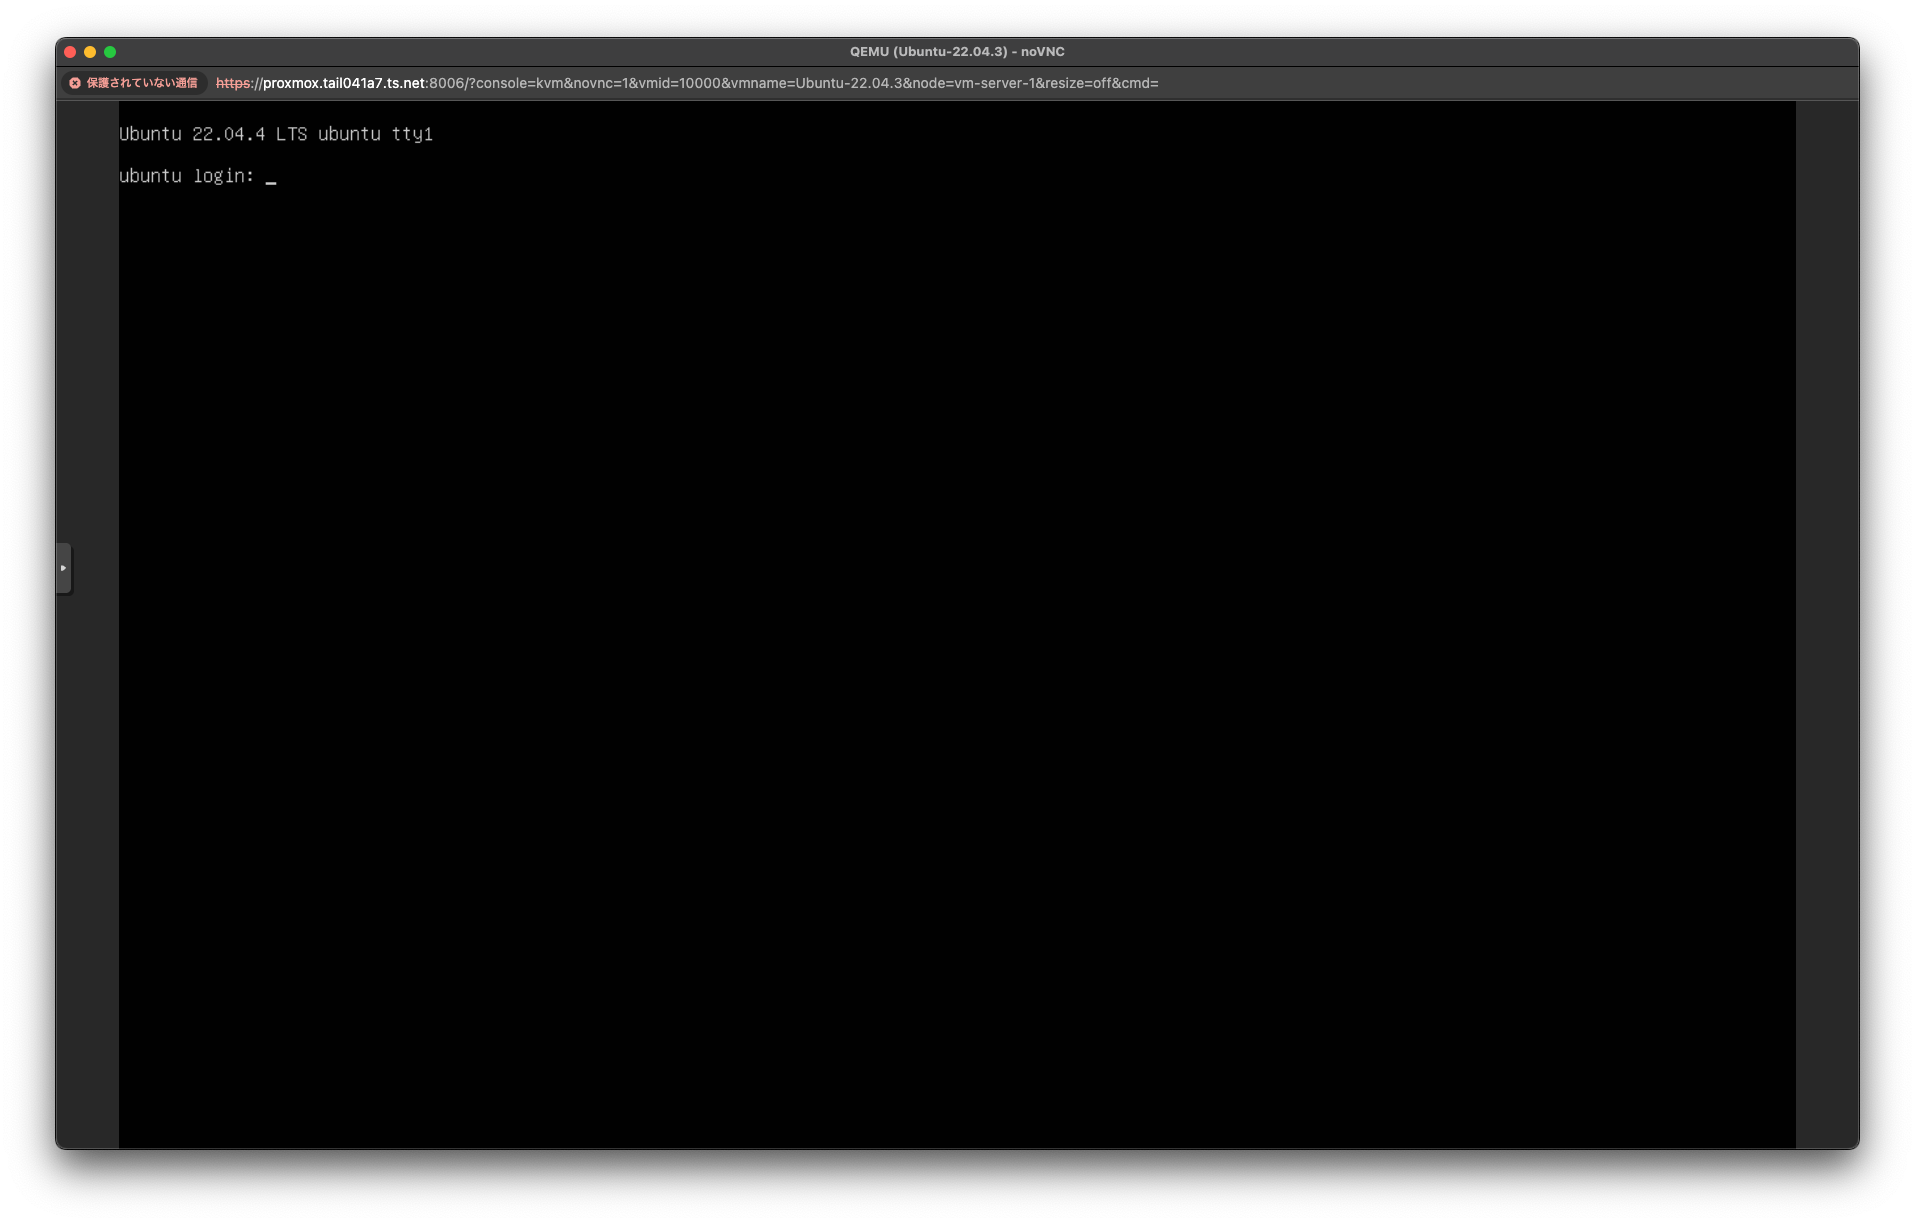 QEMU (Ubuntu-22.04.3) - noVNC
保護されていない通信 https://proxmox.tail041a7.ts.net:8006/?console=kvm&novnc=1&vmid=10000&vmname=Ubuntu-22.04.3&node=vm-server-1&resize=off&cmd=
Ubuntu 22.04.4 LTS ubuntu tty1
ubuntu login: _